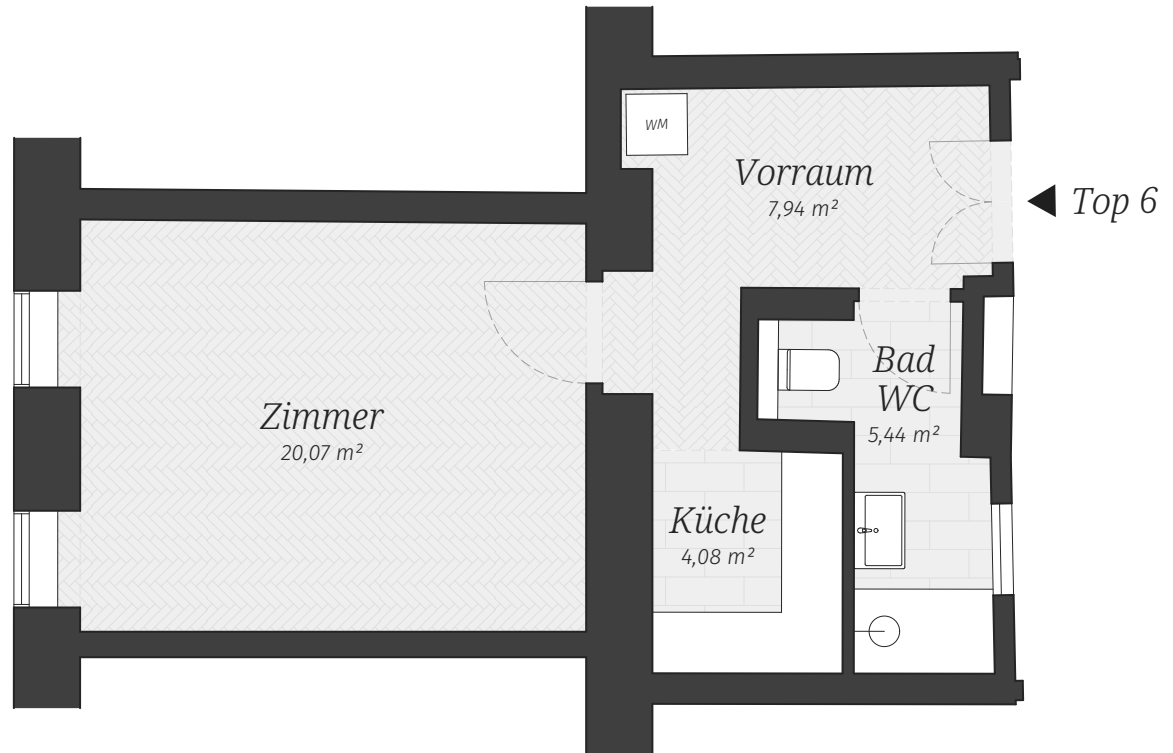 WM
Vorraum
7,94 m²
Top 6
Zimmer
20,07 m²
Bad
WC
5,44 m²
Küche
4,08 m²